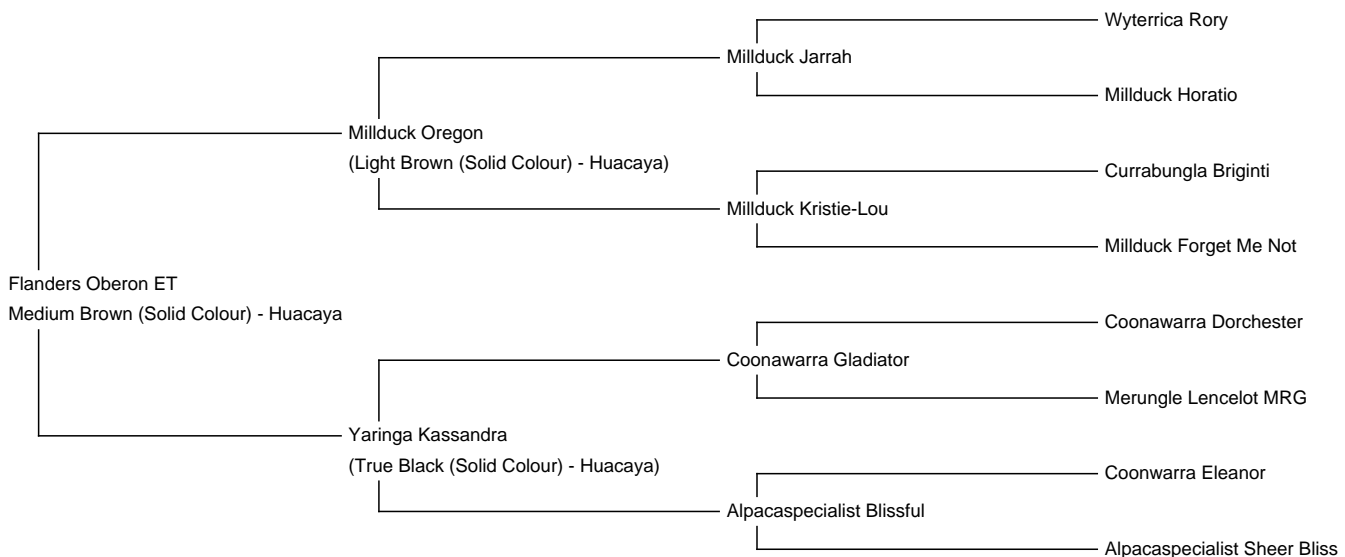 Wyterrica Rory
Millduck Jarrah
Millduck Horatio
Millduck Oregon
(Light Brown (Solid Colour) - Huacaya)
Currabungla Briginti
Millduck Kristie-Lou
Millduck Forget Me Not
Flanders Oberon ET
Medium Brown (Solid Colour) - Huacaya
Coonawarra Dorchester
Coonawarra Gladiator
Merungle Lencelot MRG
Yaringa Kassandra
(True Black (Solid Colour) - Huacaya)
Coonwarra Eleanor
Alpacaspecialist Blissful
Alpacaspecialist Sheer Bliss